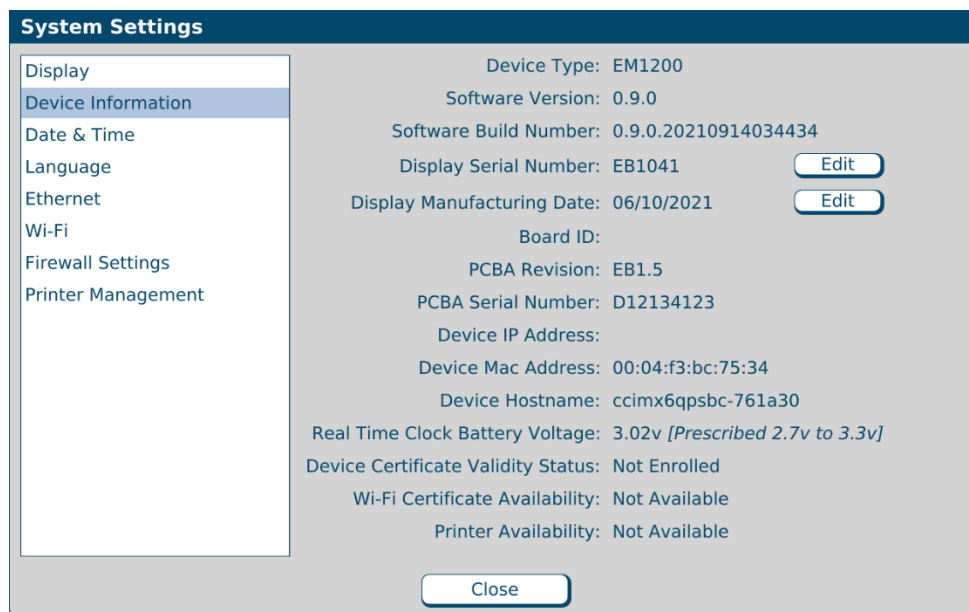 System Settings
Display
Device Information
Date & Time
Language
Ethernet
Wi-Fi
Firewall Settings
Printer Management
Device Type: EM1200
Software Version: 0.9.0
Software Build Number: 0.9.0.20210914034434
Display Serial Number: EB1041 Edit
Display Manufacturing Date: 06/10/2021 Edit
Board ID:
PCBA Revision: EB1.5
PCBA Serial Number: D12134123
Device IP Address:
Device Mac Address: 00:04:f3:bc:75:34
Device Hostname: ccimx6qpsbc-761a30
Real Time Clock Battery Voltage: 3.02v [Prescribed 2.7v to 3.3v]
Device Certificate Validity Status: Not Enrolled
Wi-Fi Certificate Availability: Not Available
Printer Availability: Not Available
Close